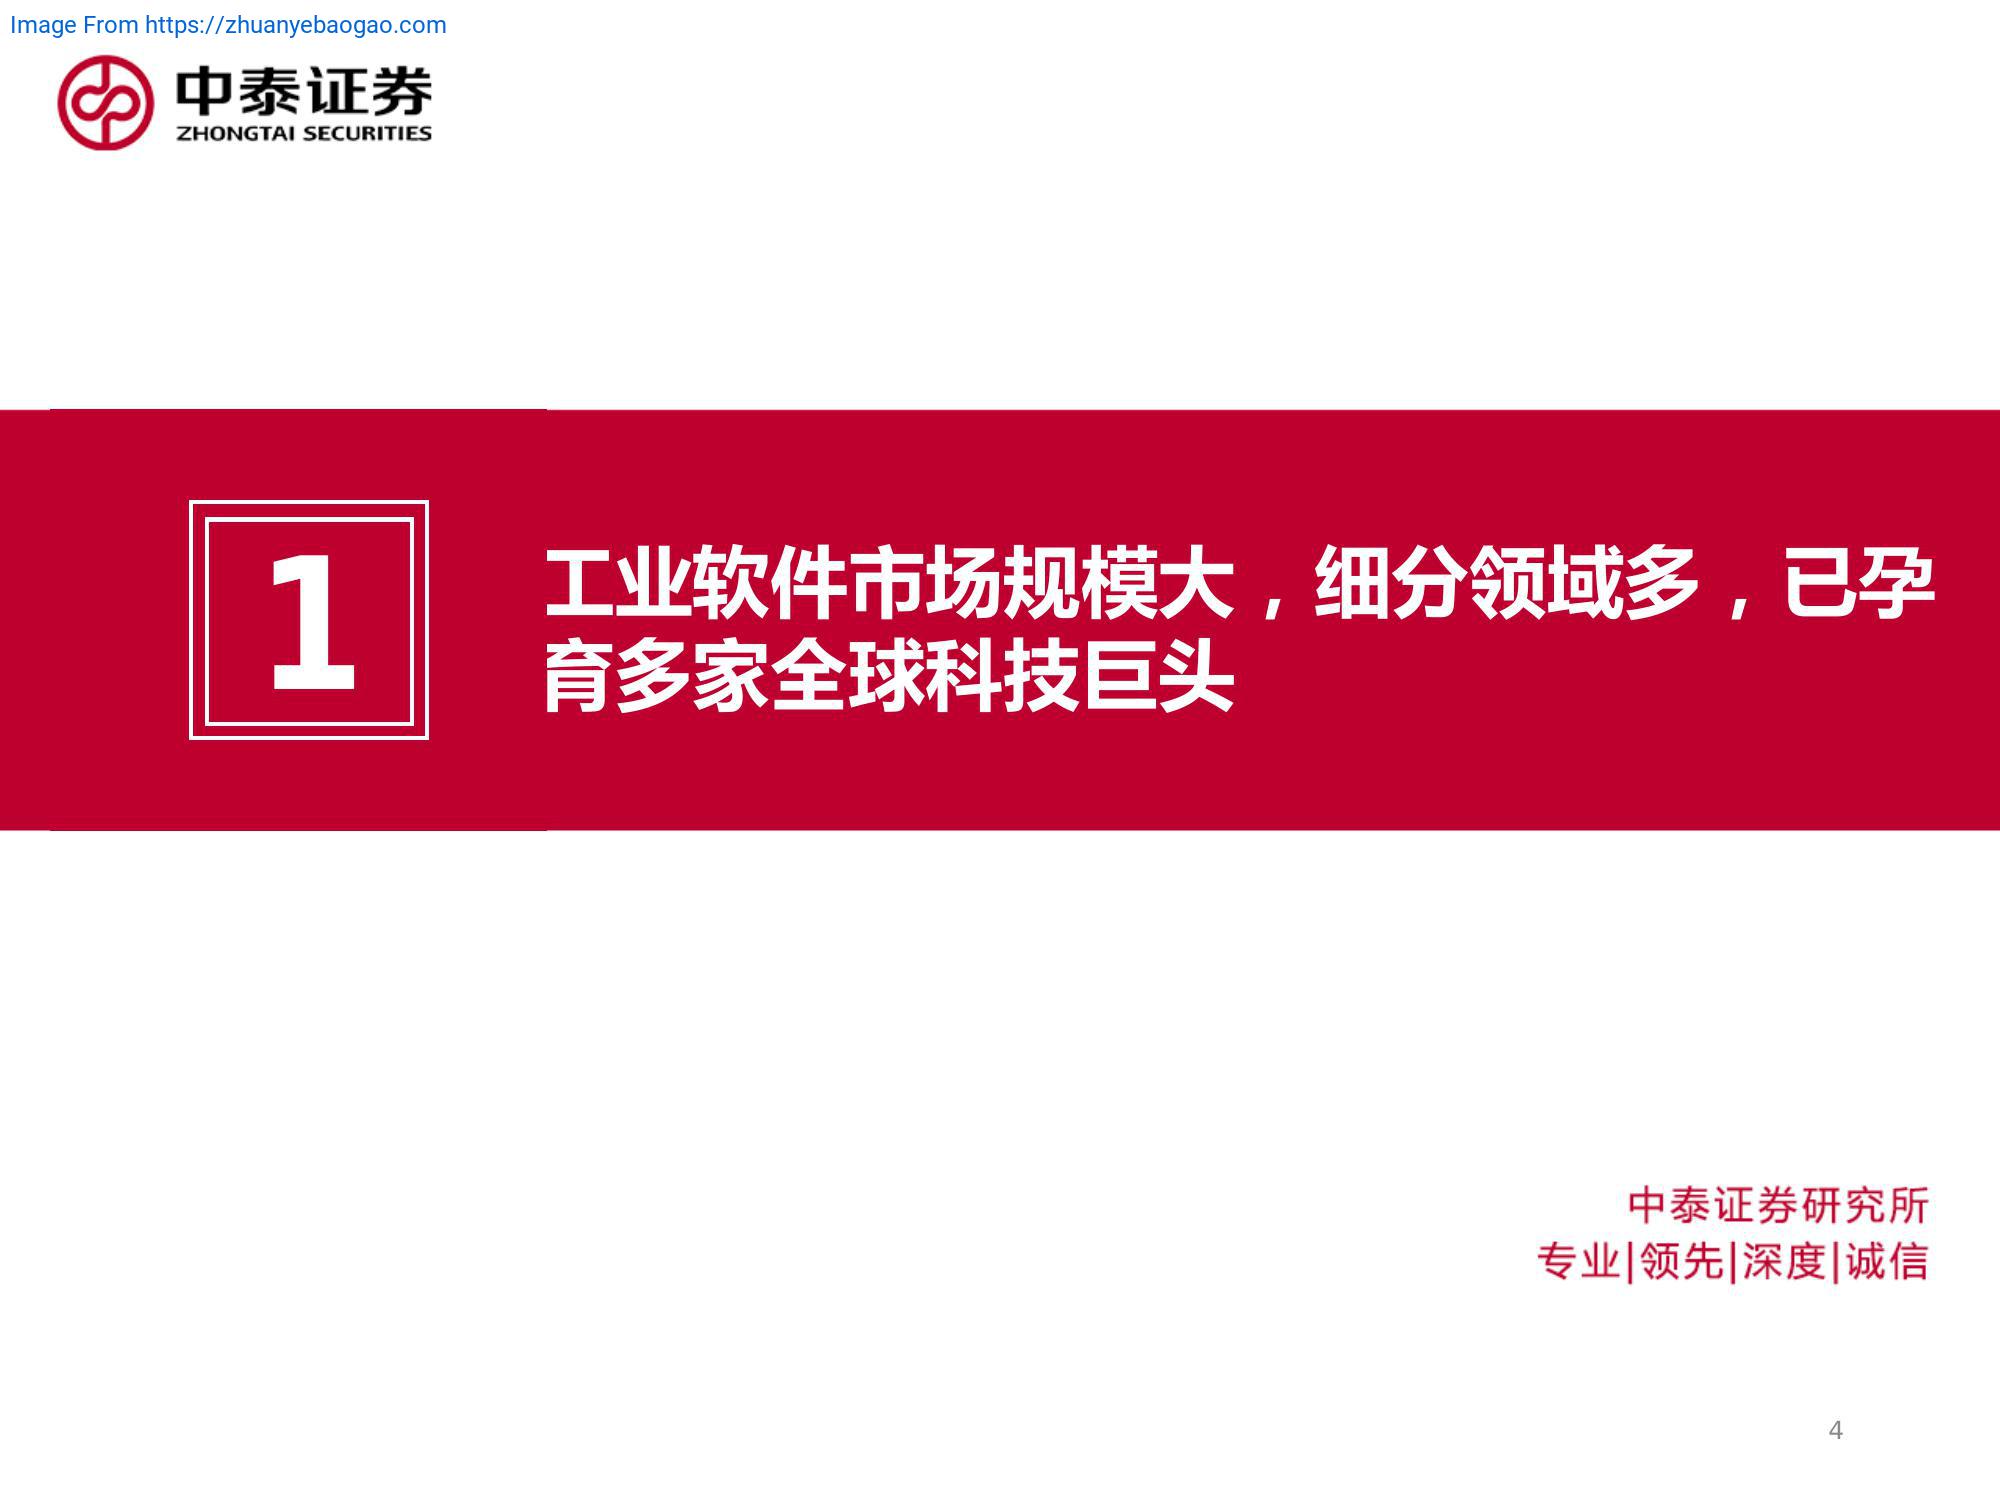 Image From https://zhuanyebaogao.com
中泰证券
ZHONGTAI SECURITIES
1
工业软件市场规模大，细分领域多，已孕
育多家全球科技巨头
中泰证券研究所
专业|领先|深度|诚信
4